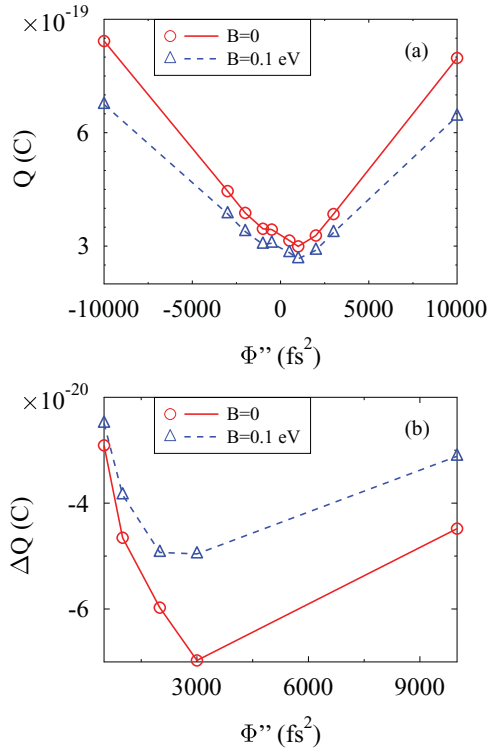 ×10⁻¹⁹
B=0
B=0.1 eV
(a)
6
3
Q (C)
-10000 -5000 0 5000 10000
Φ’’ (fs²)
×10⁻²⁰
B=0
B=0.1 eV
(b)
-4
-6
ΔQ (C)
3000 6000 9000
Φ’’ (fs²)